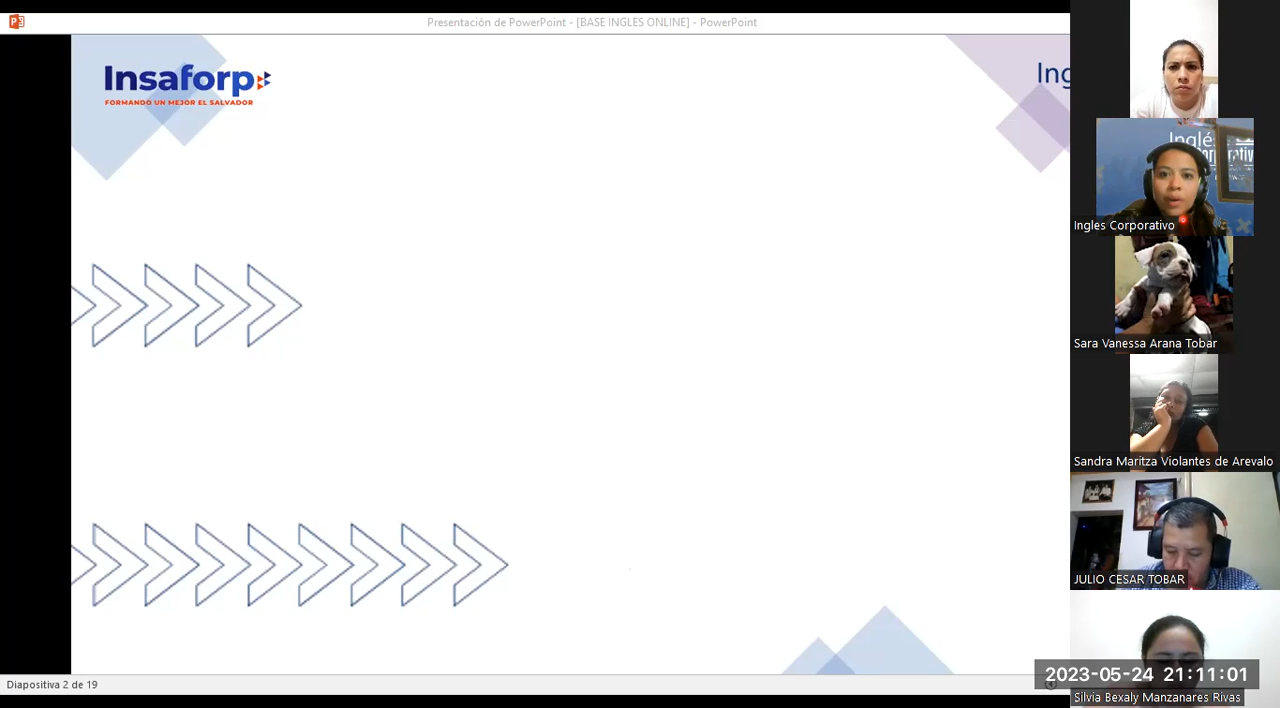 Presentación de PowerPoint - [BASE INGLES ONLINE] - PowerPoint
Insaforp
FORMANDO UN MEJOR EL SALVADOR
Ing
Inglés
Ingles Corporativo
Sara Vanessa Arana Tobar
Sandra Maritza Violantes de Arevalo
JULIO CESAR TOBAR
2023-05-24 21:11:01
Silvia Bexaly Manzanares Rivas
Diapositiva 2 de 19